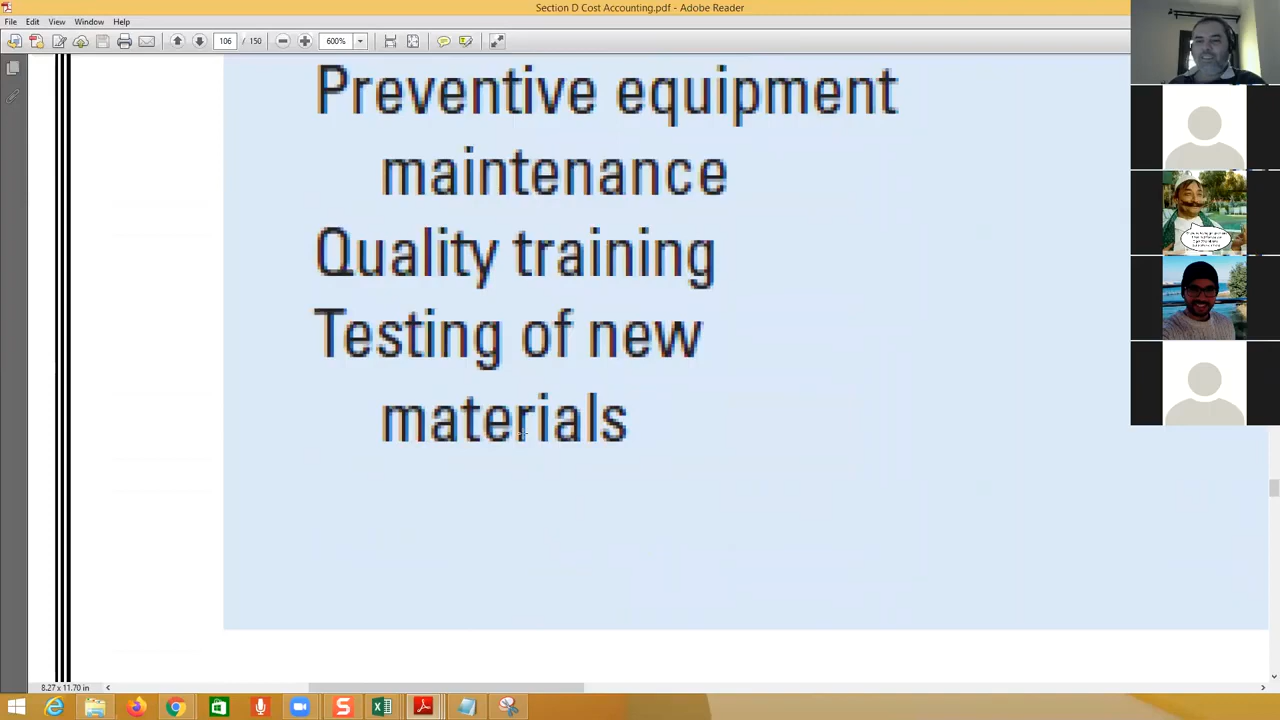 Section D Cost Accounting.pdf - Adobe Reader
File Edit View Window Help
106 / 150 600%
Preventive equipment
maintenance
Quality training
Testing of new
materials
8.27 x 11.70 in